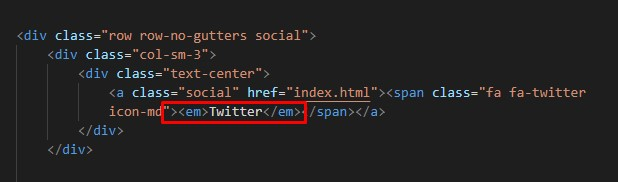 <div class="row row-no-gutters social">
<div class="col-sm-3">
<div class="text-center">
<a class="social" href="index.html"><span class="fa fa-twitter
icon-md"><em>Twitter</em></span></a>
</div>
</div>